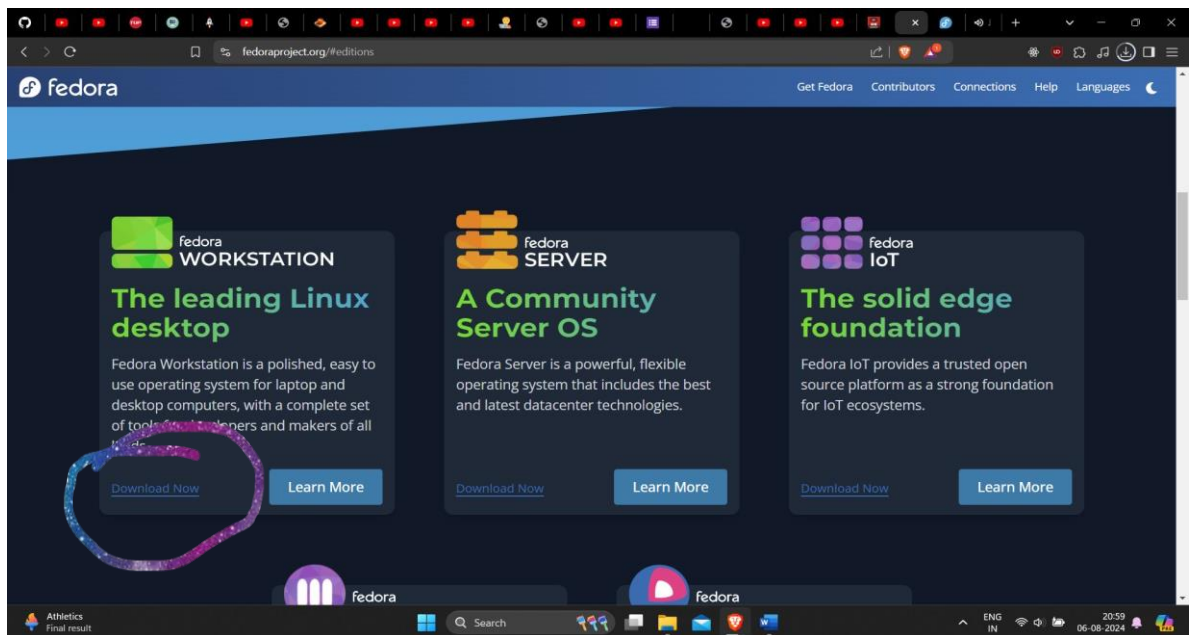 fedoraproject.org/#editions
fedora
Get Fedora Contributors Connections Help Languages
fedora
WORKSTATION
The leading Linux
desktop
Fedora Workstation is a polished, easy to
use operating system for laptop and
desktop computers, with a complete set
of and makers of all
Download Now
Learn More
fedora
SERVER
A Community
Server OS
Fedora Server is a powerful, flexible
operating system that includes the best
and latest datacenter technologies.
Download Now
Learn More
fedora
IoT
The solid edge
foundation
Fedora IoT provides a trusted open
source platform as a strong foundation
for IoT ecosystems.
Download Now
Learn More
fedora
fedora
Athletics
Final result
Search
ENG
IN
20:59
06-08-2024